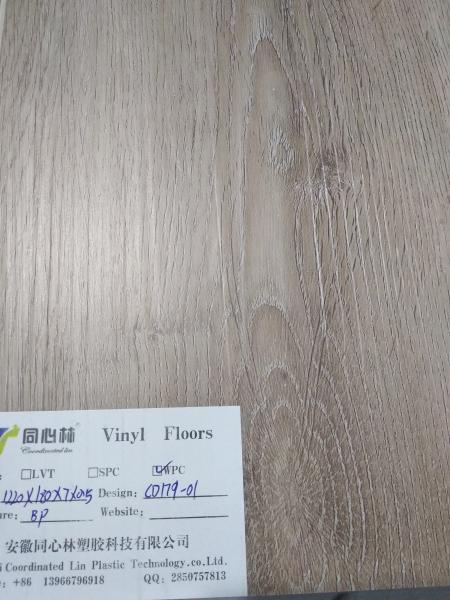 同心林® Vinyl Floors
Coordinated lin
: □LVT □SPC ☑WPC
1220X180X7X0.5 Design: CD179-01
ure: BP Website:
安徽同心林塑胶科技有限公司
i Coordinated Lin Plastic Technology.co.Ltd.
: +86 13966796918 QQ: 2850757813